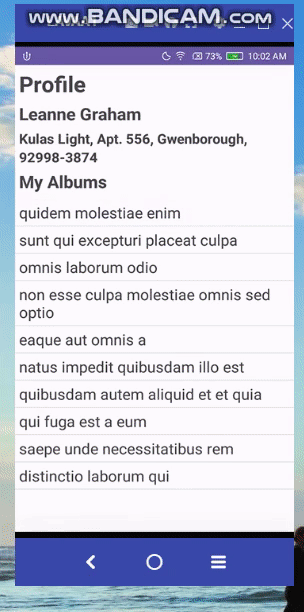 www.BANDICAM.com
73% 10:02 AM
Profile
Leanne Graham
Kulas Light, Apt. 556, Gwenborough,
92998-3874
My Albums
quidem molestiae enim
sunt qui excepturi placeat culpa
omnis laborum odio
non esse culpa molestiae omnis sed
optio
eaque aut omnis a
natus impedit quibusdam illo est
quibusdam autem aliquid et et quia
qui fuga est a eum
saepe unde necessitatibus rem
distinctio laborum qui